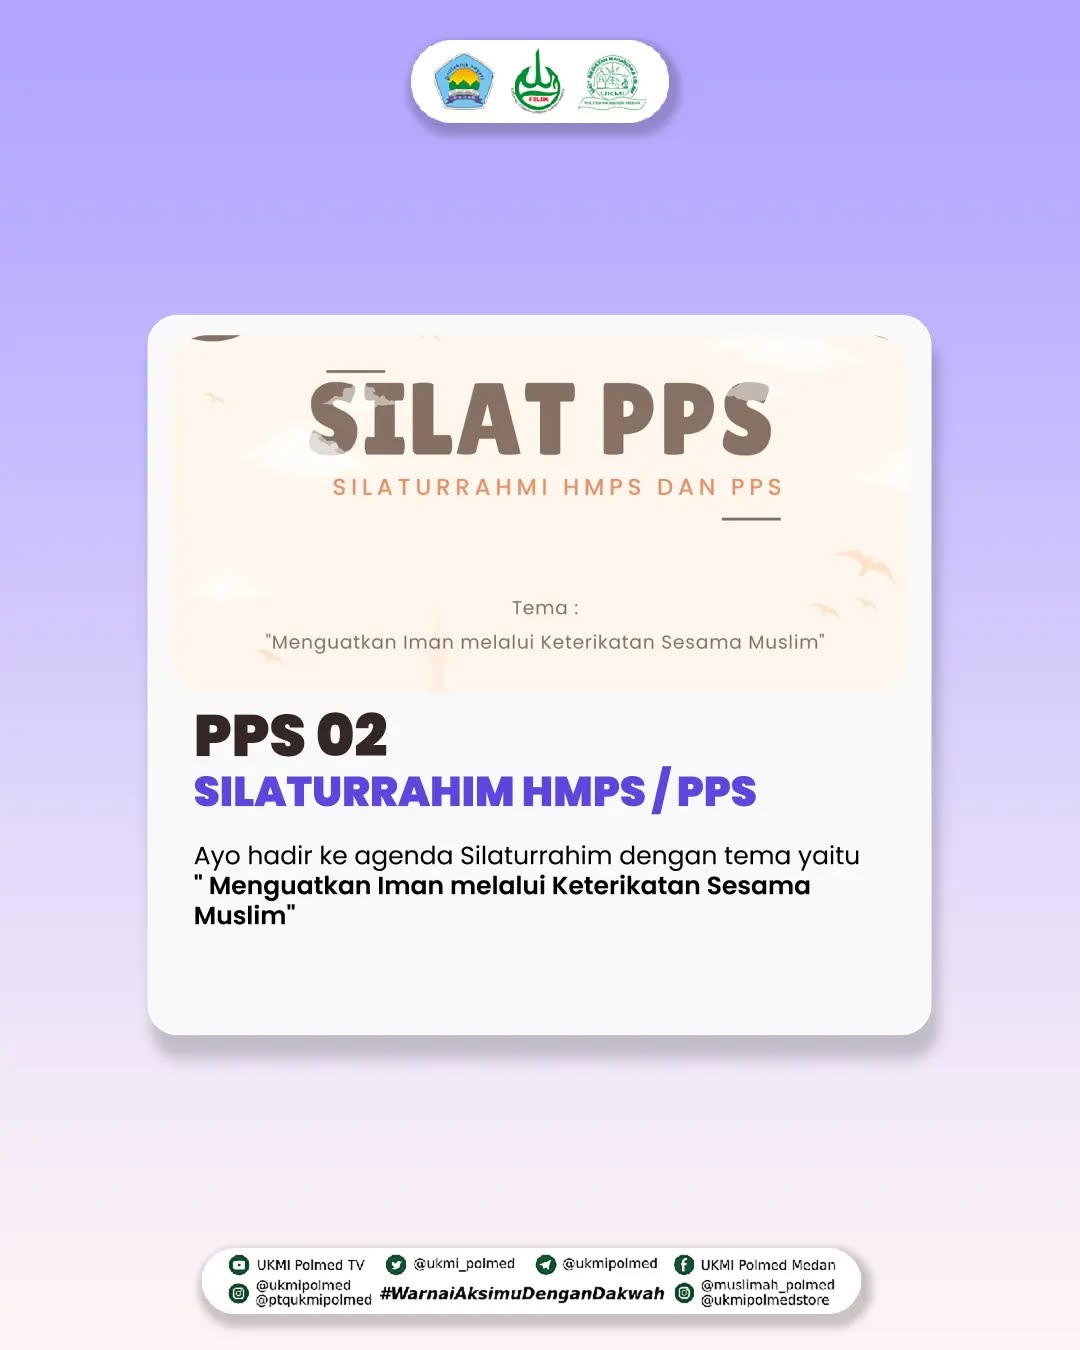 FSLDK
UKMI
SILAT PPS
SILATURRAHMI HMPS DAN PPS
Tema :
"Menguatkan Iman melalui Keterikatan Sesama Muslim"
PPS 02
SILATURRAHIM HMPS / PPS
Ayo hadir ke agenda Silaturrahim dengan tema yaitu
" Menguatkan Iman melalui Keterikatan Sesama
Muslim"
UKMI Polmed TV @ukmi_polmed @ukmipolmed UKMI Polmed Medan
@ukmipolmed
@ptqukmipolmed
#WarnaiAksimuDenganDakwah
@muslimah_polmed
@ukmipolmedstore